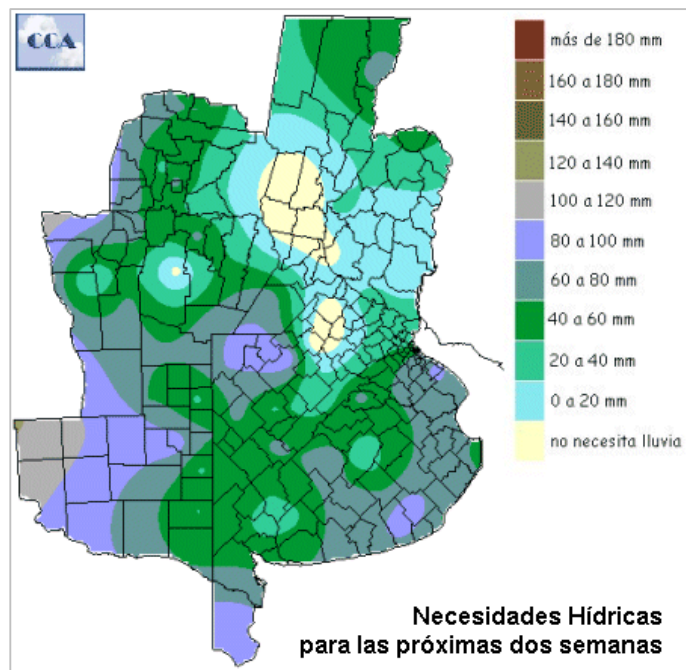 CCA
más de 180 mm
160 a 180 mm
140 a 160 mm
120 a 140 mm
100 a 120 mm
80 a 100 mm
60 a 80 mm
40 a 60 mm
20 a 40 mm
0 a 20 mm
no necesita lluvia
Necesidades Hídricas
para las próximas dos semanas